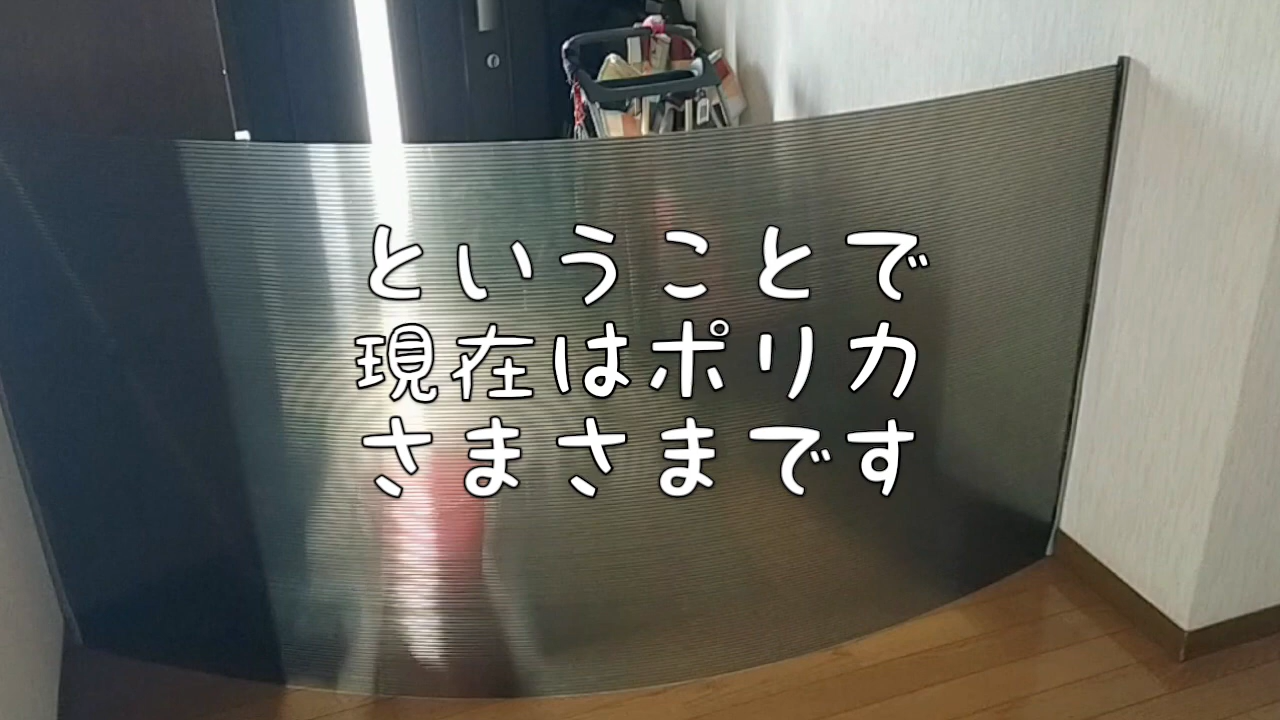 ということで
現在はポリカ
さまさまです